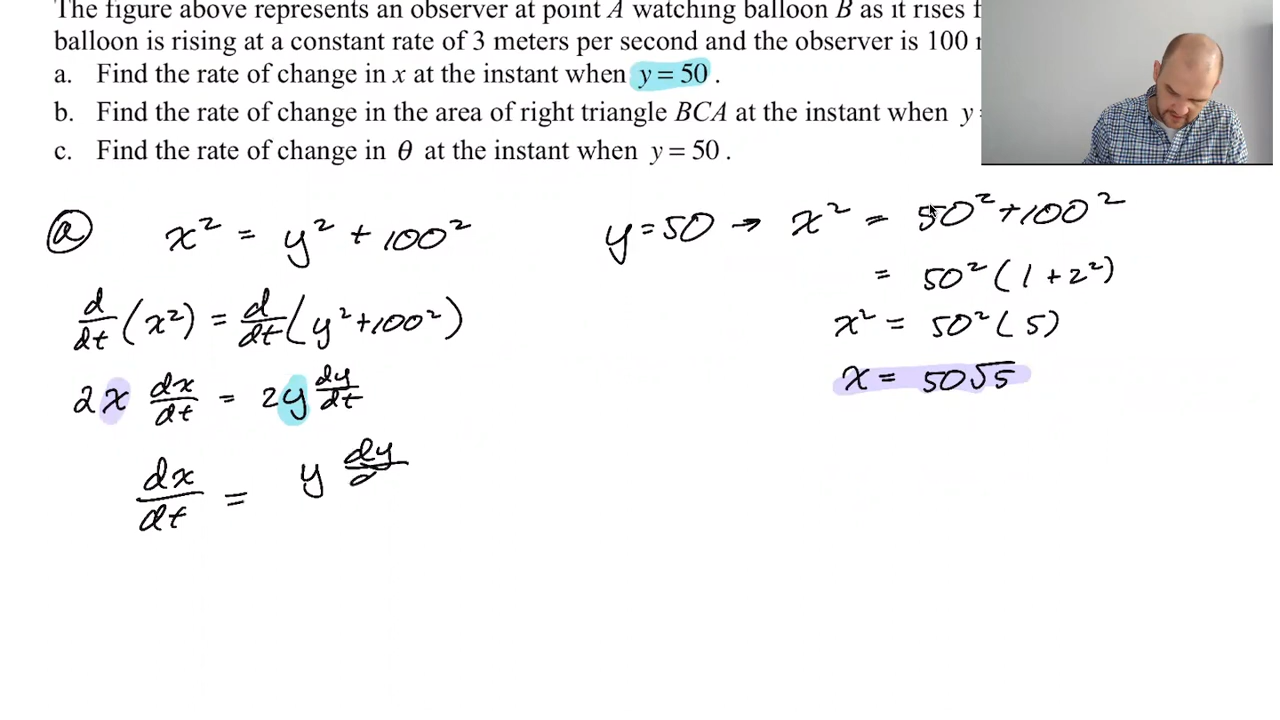 The figure above represents an observer at point A watching balloon B as it rises f
balloon is rising at a constant rate of 3 meters per second and the observer is 100
a. Find the rate of change in x at the instant when y = 50 .
b. Find the rate of change in the area of right triangle BCA at the instant when y
c. Find the rate of change in θ at the instant when y = 50 .
ⓐ x² = y² + 100²
d/dt (x²) = d/dt (y² + 100²)
2x dx/dt = 2y dy/dt
dx/dt = y dy/d
y = 50 → x² = 50² + 100²
= 50² (1 + 2²)
x² = 50² (5)
x = 50√5